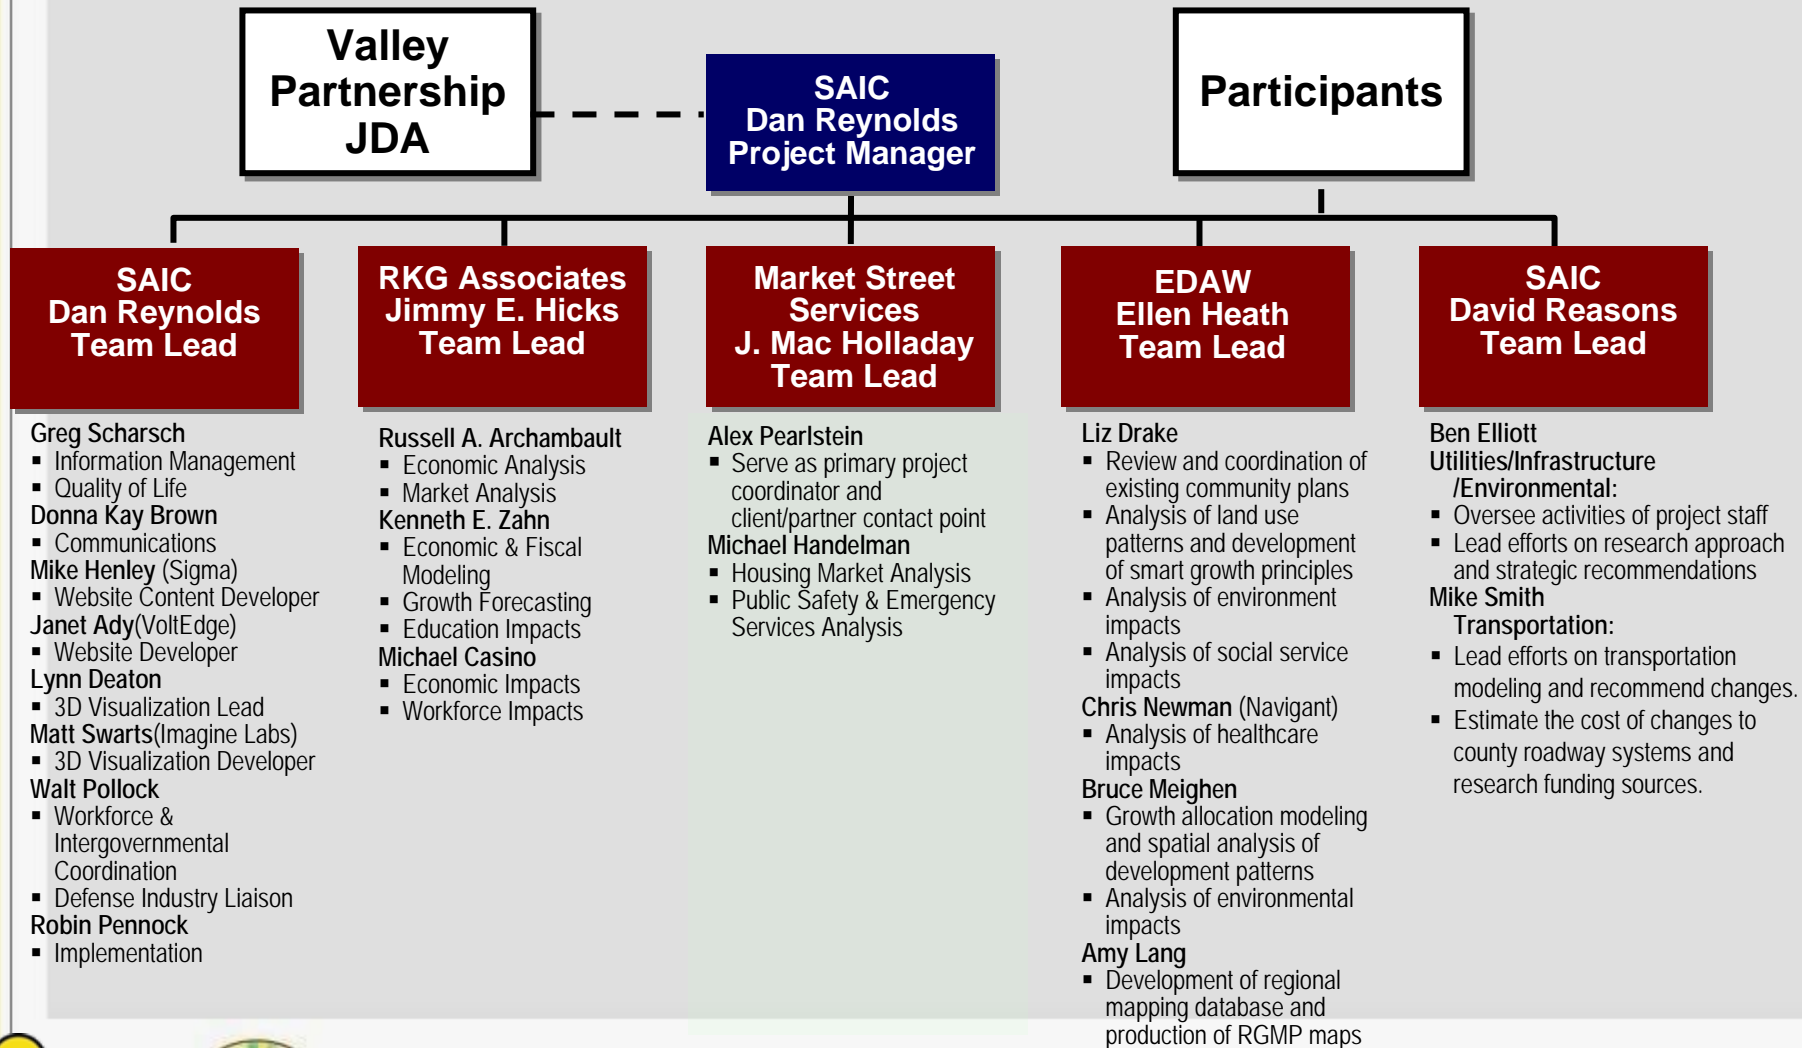 Valley
Partnership
JDA
SAIC
Dan Reynolds
Project Manager
Participants
SAIC
Dan Reynolds
Team Lead
RKG Associates
Jimmy E. Hicks
Team Lead
Market Street
Services
J. Mac Holladay
Team Lead
EDAW
Ellen Heath
Team Lead
SAIC
David Reasons
Team Lead
Greg Scharsch
▪ Information Management
▪ Quality of Life
Donna Kay Brown
▪ Communications
Mike Henley (Sigma)
▪ Website Content Developer
Janet Ady(VoltEdge)
▪ Website Developer
Lynn Deaton
▪ 3D Visualization Lead
Matt Swarts(Imagine Labs)
▪ 3D Visualization Developer
Walt Pollock
▪ Workforce &
Intergovernmental
Coordination
▪ Defense Industry Liaison
Robin Pennock
▪ Implementation
Russell A. Archambault
▪ Economic Analysis
▪ Market Analysis
Kenneth E. Zahn
▪ Economic & Fiscal
Modeling
▪ Growth Forecasting
▪ Education Impacts
Michael Casino
▪ Economic Impacts
▪ Workforce Impacts
Alex Pearlstein
▪ Serve as primary project
coordinator and
client/partner contact point
Michael Handelman
▪ Housing Market Analysis
▪ Public Safety & Emergency
Services Analysis
Liz Drake
▪ Review and coordination of
existing community plans
▪ Analysis of land use
patterns and development
of smart growth principles
▪ Analysis of environment
impacts
▪ Analysis of social service
impacts
Chris Newman (Navigant)
▪ Analysis of healthcare
impacts
Bruce Meighen
▪ Growth allocation modeling
and spatial analysis of
development patterns
▪ Analysis of environmental
impacts
Amy Lang
▪ Development of regional
mapping database and
production of RGMP maps
Ben Elliott
Utilities/Infrastructure
/Environmental:
▪ Oversee activities of project staff
▪ Lead efforts on research approach
and strategic recommendations
Mike Smith
Transportation:
▪ Lead efforts on transportation
modeling and recommend changes.
▪ Estimate the cost of changes to
county roadway systems and
research funding sources.